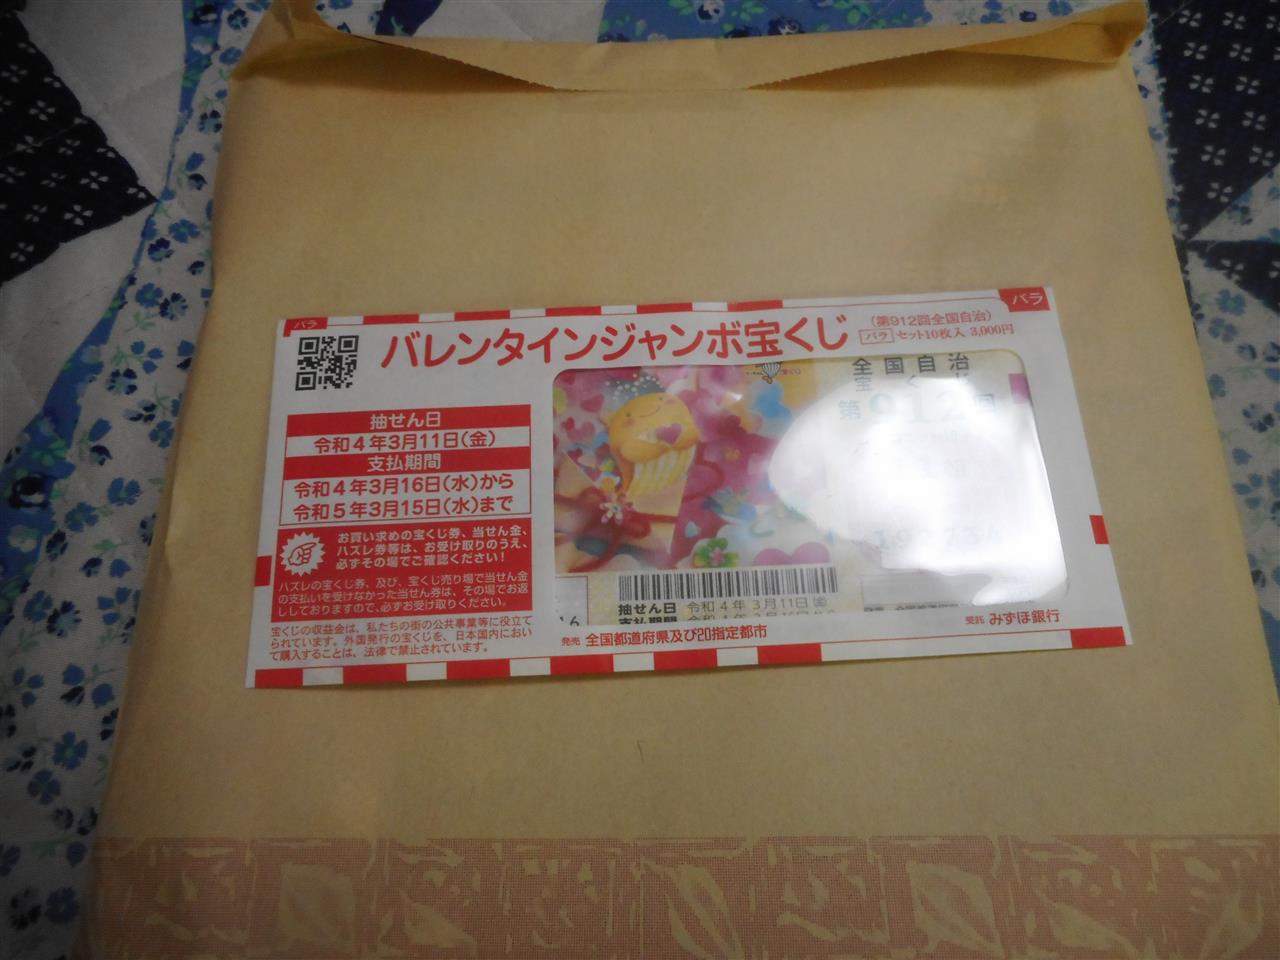 バラ
バラ
バレンタインジャンボ宝くじ
(第912回全国自治)
バラ セット10枚入 3,000円
抽せん日
令和4年3月11日(金)
支払期間
令和4年3月16日(水)から
令和5年3月15日(水)まで
お買い求めの宝くじ券、当せん金、
ハズレ券等は、お受け取りのうえ、
必ずその場でご確認ください!
ハズレの宝くじ券、及び、宝くじ売り場で当せん金
の支払いを受けなかった当せん券は、その場でお返
ししておりますので、必ずお受け取りください。
宝くじの収益金は、私たちの街の公共事業等に役立て
られています。外国発行の宝くじを、日本国内におい
て購入することは、法律で禁止されています。
全国自治
宝くじ
第912回
抽せん日 令和4年3月11日(金)
支払期間
発売 全国都道府県及び20指定都市
受託 みずほ銀行